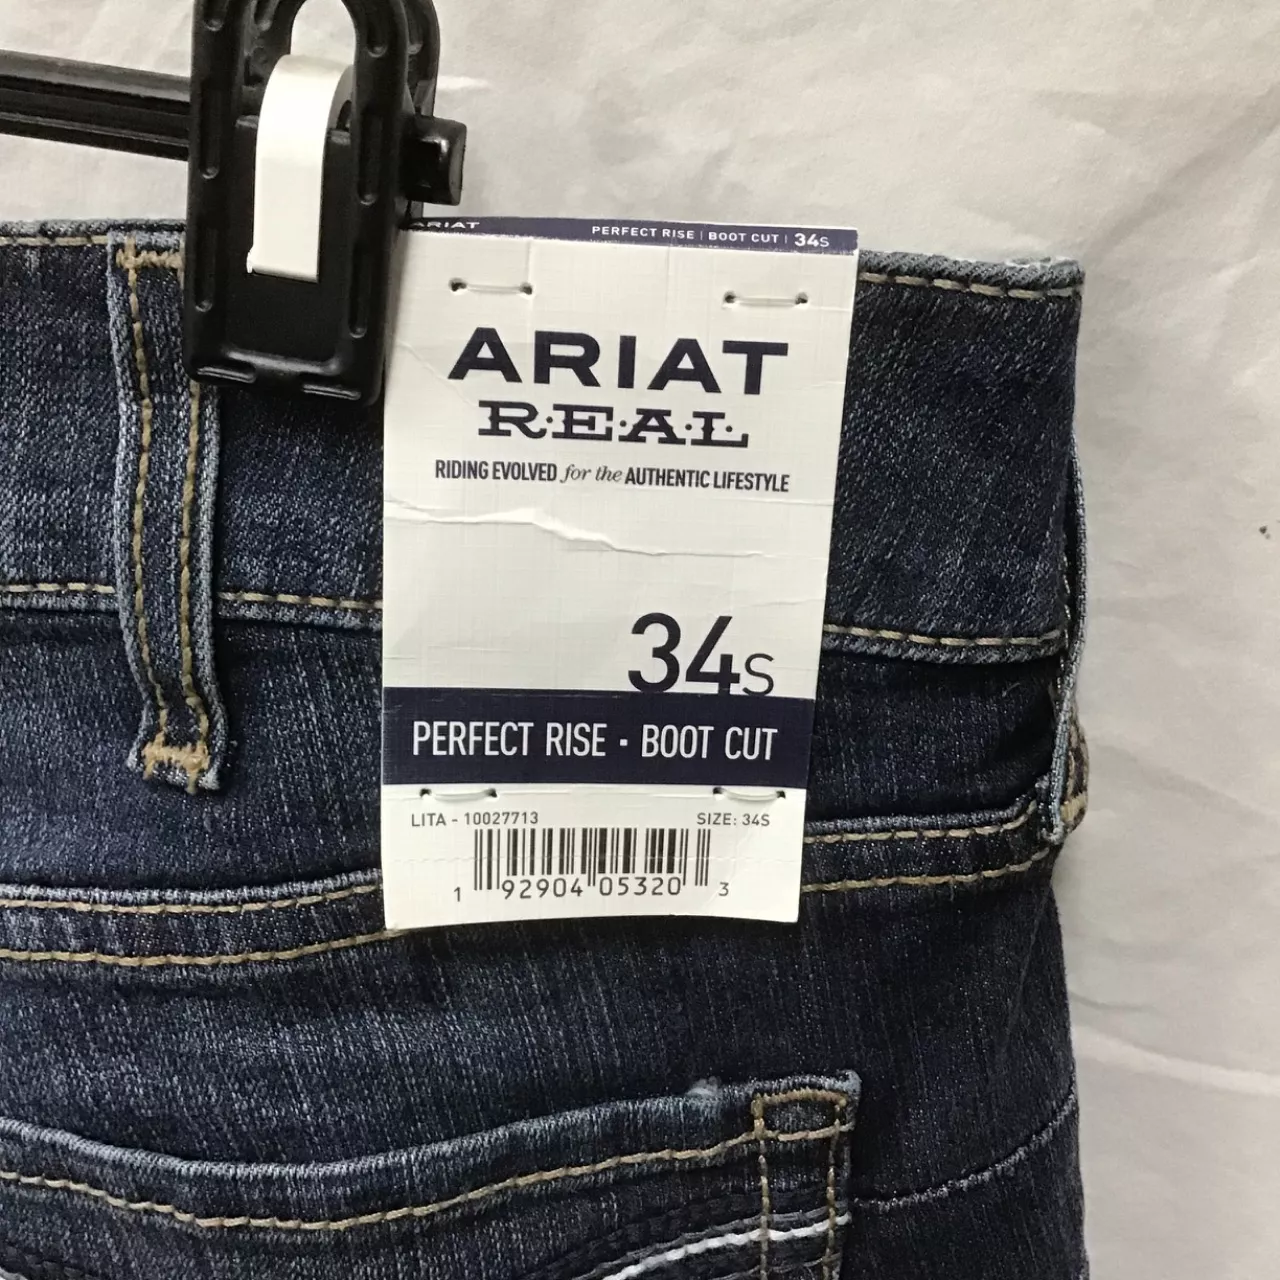 ARIAT PERFECT RISE | BOOT CUT | 34S
ARIAT
R·E·A·L
RIDING EVOLVED for the AUTHENTIC LIFESTYLE
34S
PERFECT RISE · BOOT CUT
LITA - 10027713 SIZE: 34S
1 92904 05320 3